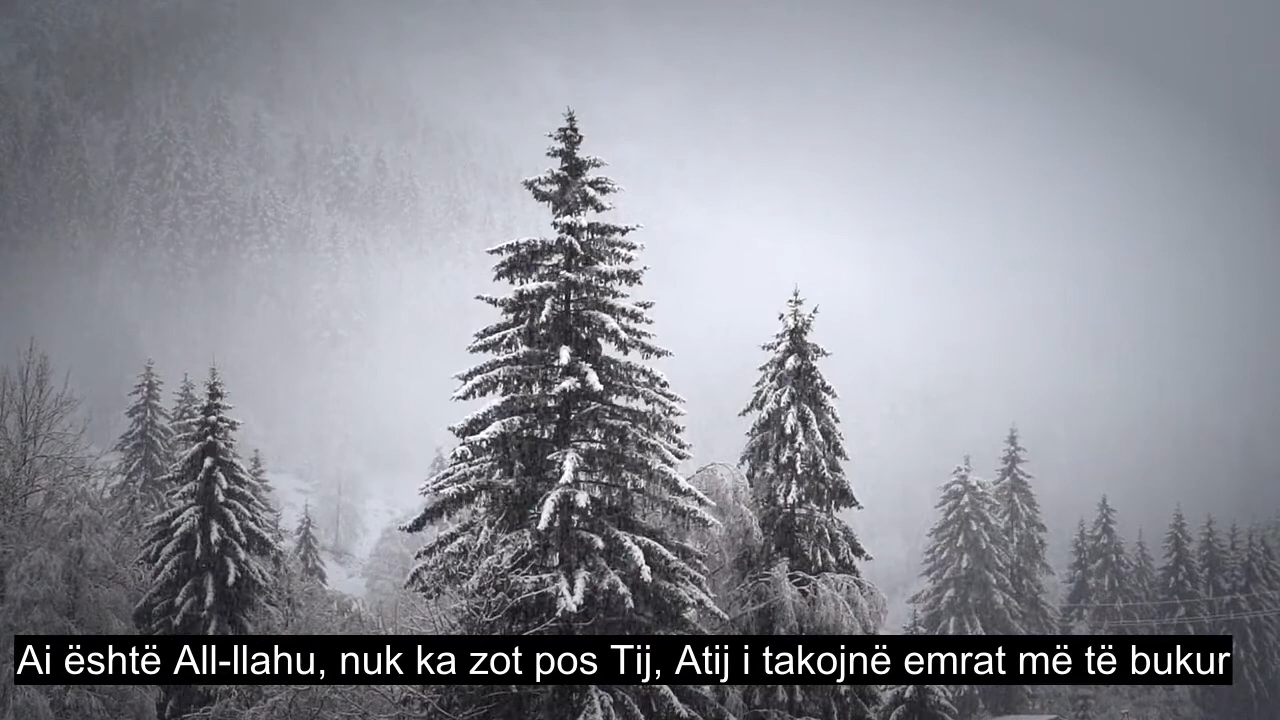 Ai është All-llahu, nuk ka zot pos Tij, Atij i takojnë emrat më të bukur